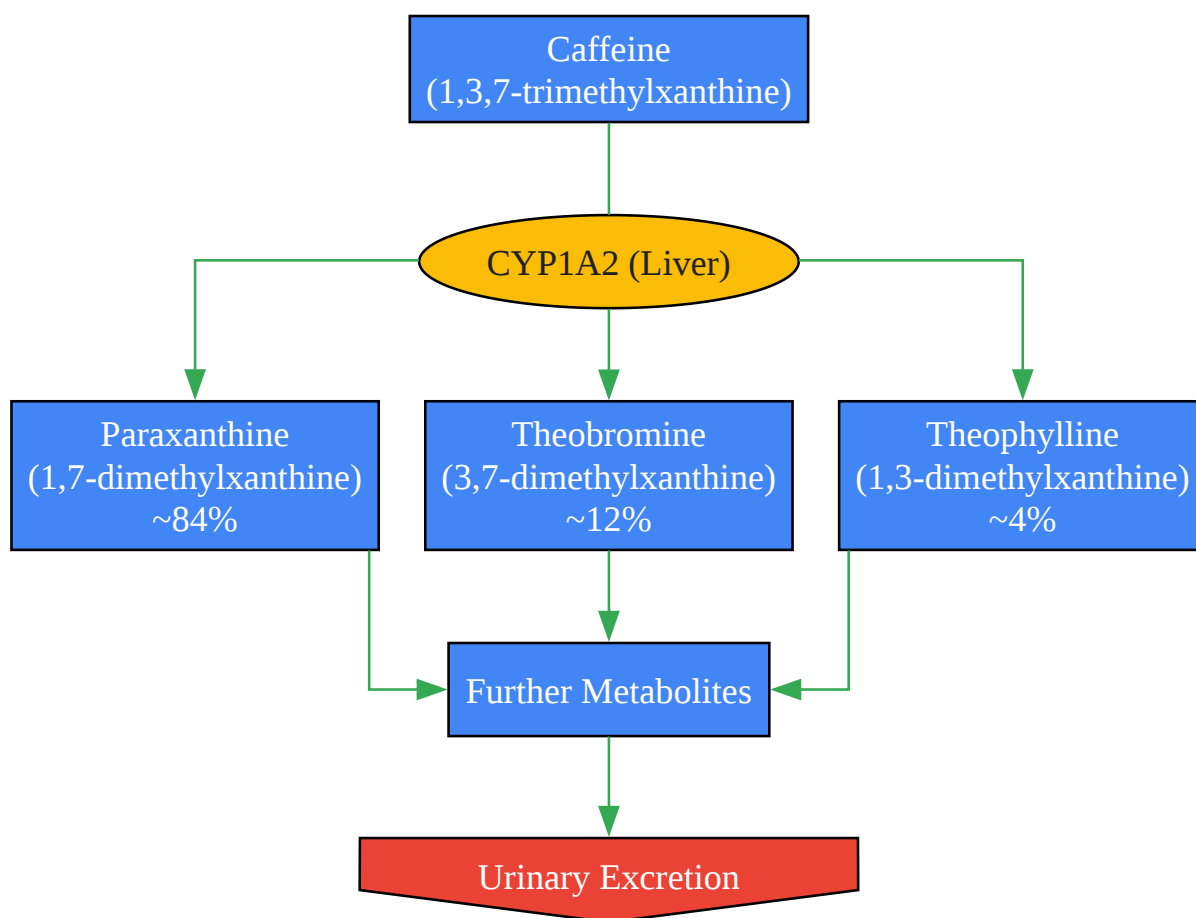 Caffeine
(1,3,7-trimethylxanthine)
CYP1A2 (Liver)
Paraxanthine
(1,7-dimethylxanthine)
~84%
Theobromine
(3,7-dimethylxanthine)
~12%
Theophylline
(1,3-dimethylxanthine)
~4%
Further Metabolites
Urinary Excretion